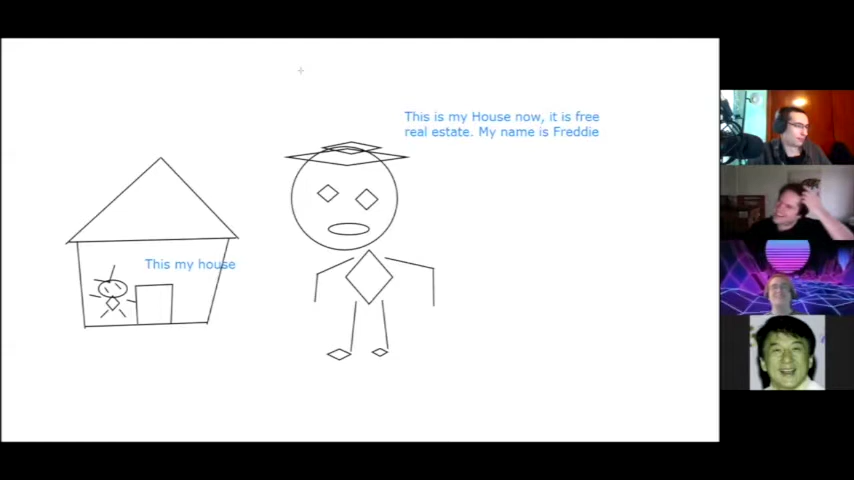 This is my House now, it is free
real estate. My name is Freddie
This my house